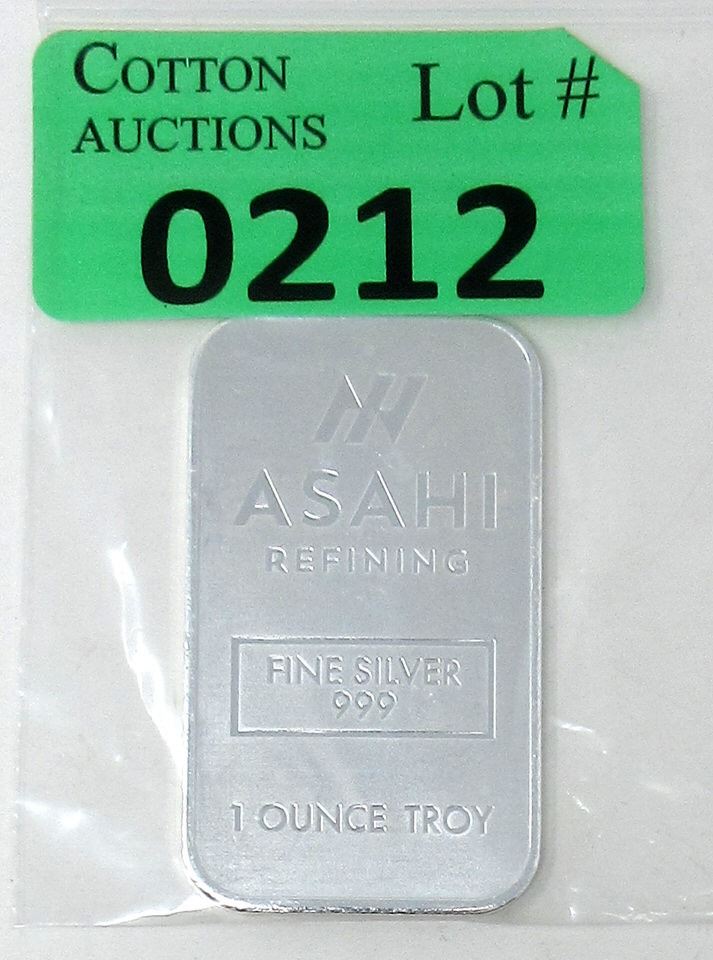 COTTON Lot #
AUCTIONS
0212
ASAHI
REFINING
FINE SILVER
999
1 OUNCE TROY